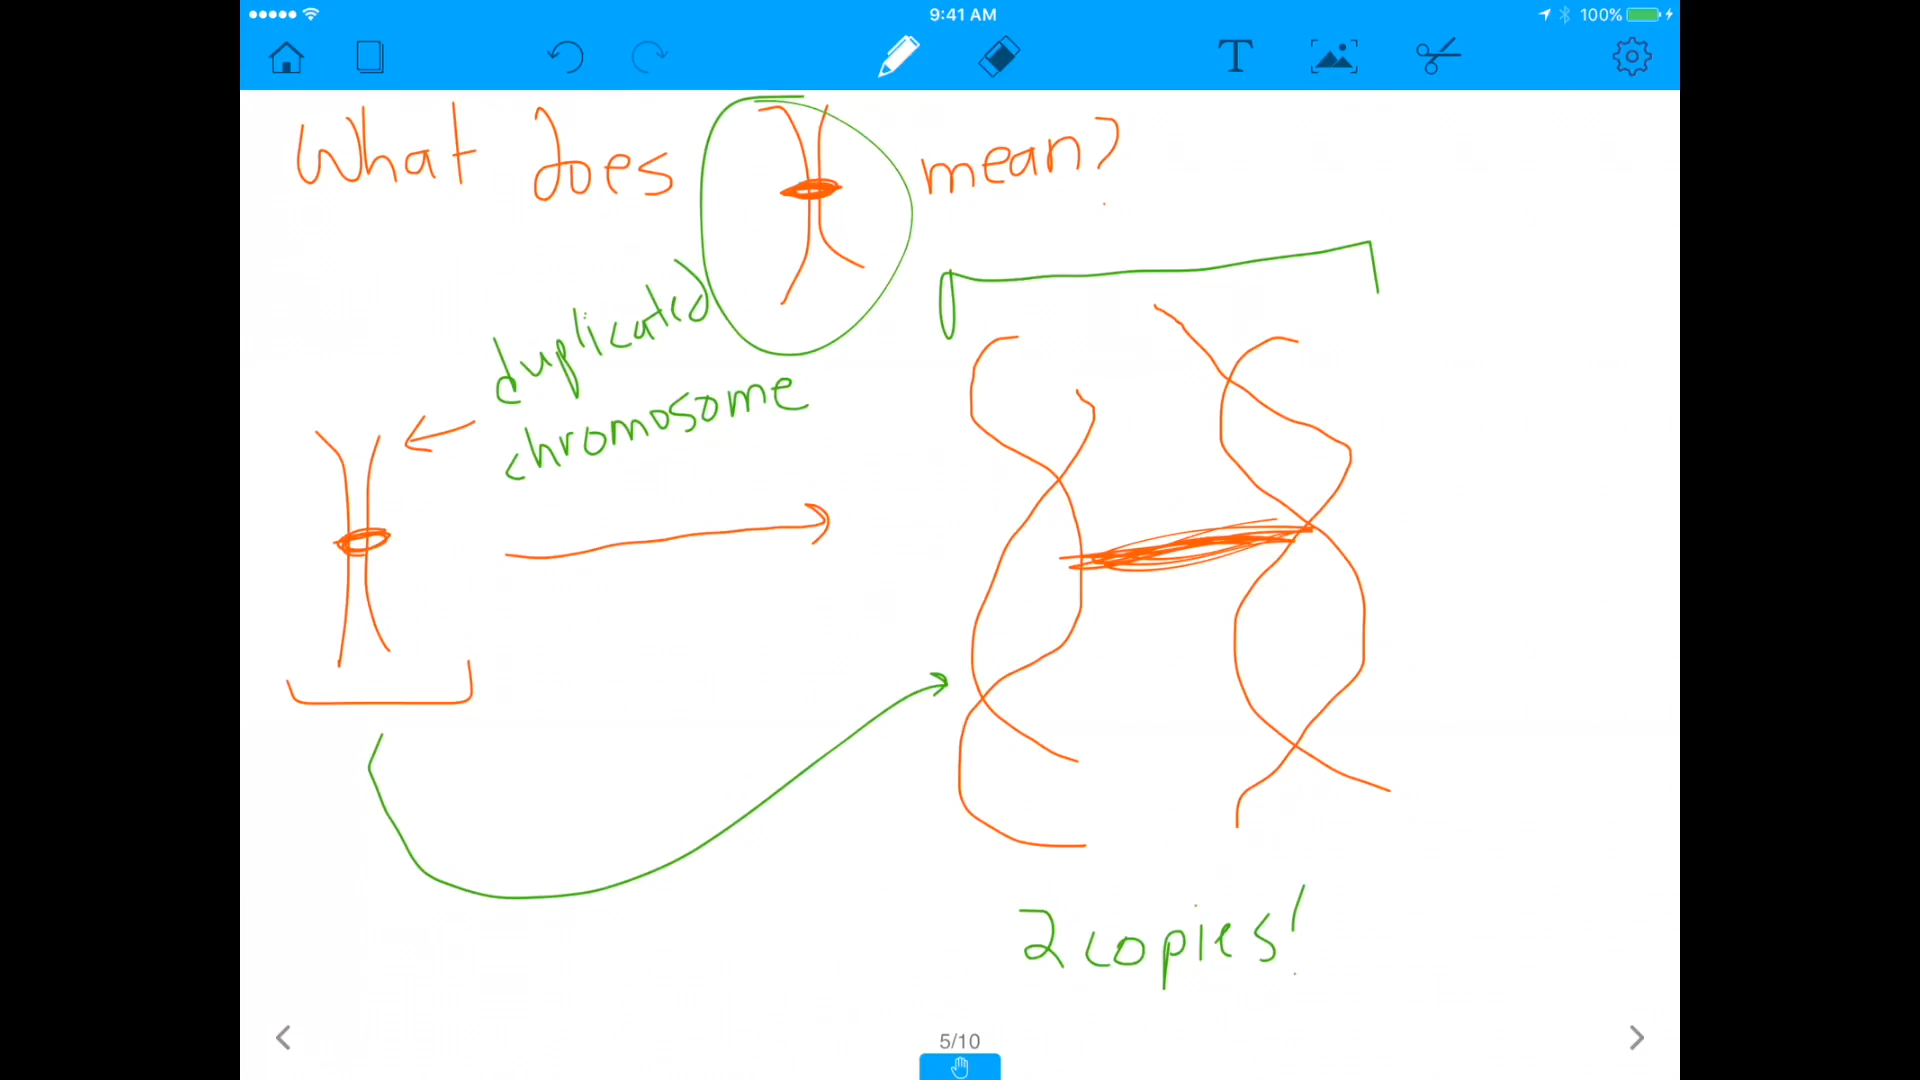 9:41 AM
100%
T
What does mean?
duplicated
chromosome
2 copies!
5/10